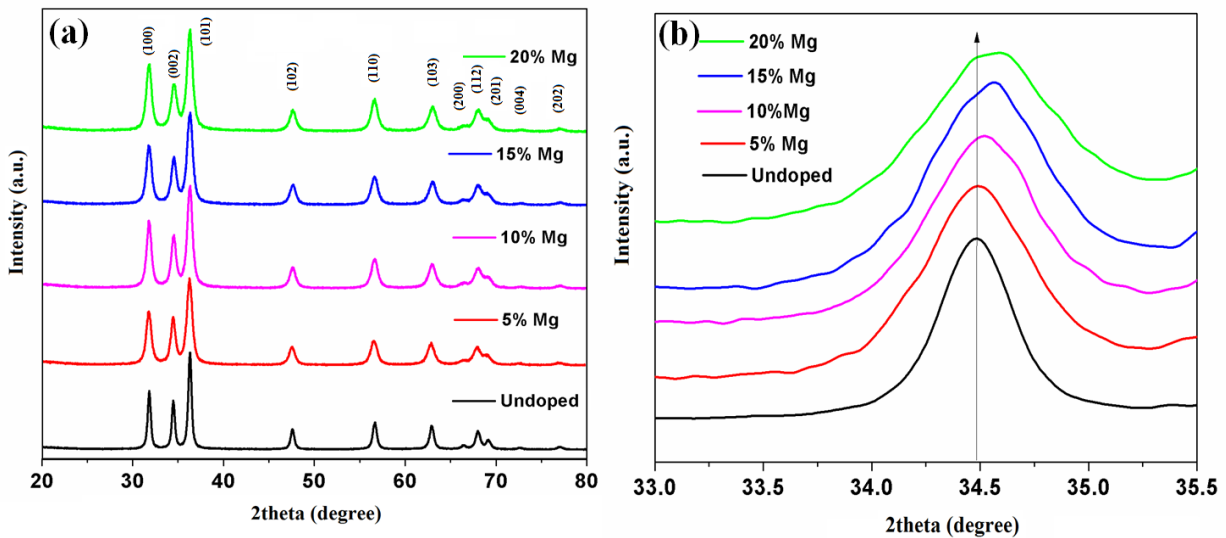 (a)
(100)
(002)
(101)
(102)
(110)
(103)
(200)
(112)
(201)
(004)
(202)
20% Mg
15% Mg
10% Mg
5% Mg
Undoped
Intensity (a.u.)
20 30 40 50 60 70 80
2theta (degree)
(b)
20% Mg
15% Mg
10%Mg
5% Mg
Undoped
Intensity (a.u.)
33.0 33.5 34.0 34.5 35.0 35.5
2theta (degree)